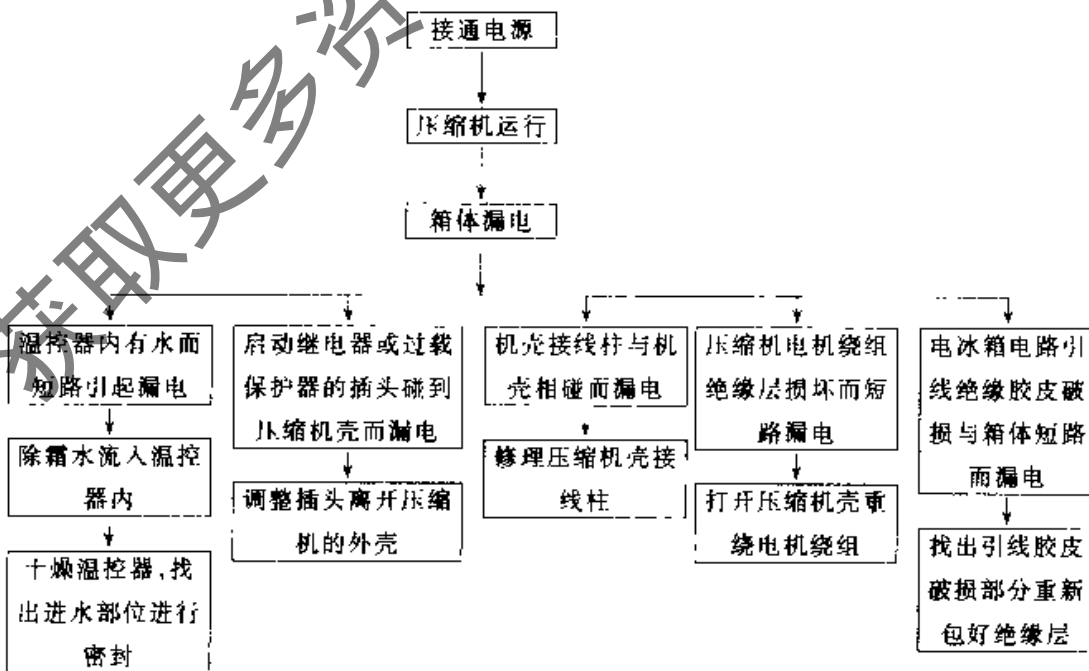 接通电源
压缩机运行
箱体漏电
温控器内有水而
短路引起漏电
除霜水流入温控
器内
干燥温控器,找
出进水部位进行
密封
启动继电器或过载
保护器的插头碰到
压缩机壳而漏电
调整插头离开压缩
机的外壳
机壳接线柱与机
壳相碰而漏电
修理压缩机壳接
线柱
压缩机电机绕组
绝缘层损坏而短
路漏电
打开压缩机壳重
绕电机绕组
电冰箱电路引
线绝缘胶皮破
损与箱体短路
而漏电
找出引线胶皮
破损部分重新
包好绝缘层
获取更多资